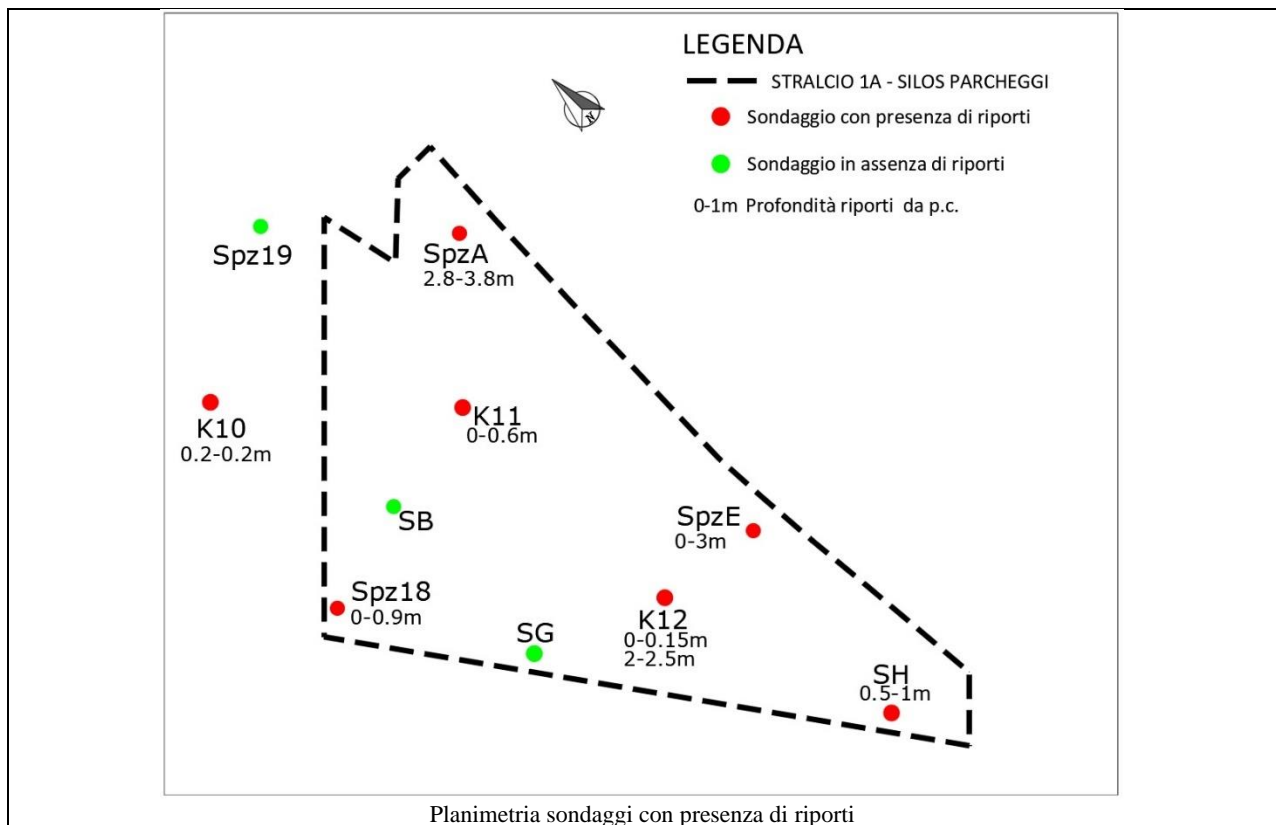 LEGENDA
STRALCIO 1A - SILOS PARCHEGGI
Sondaggio con presenza di riporti
Sondaggio in assenza di riporti
0-1m Profondità riporti da p.c.
N
Spz19
SpzA
2.8-3.8m
K10
0.2-0.2m
K11
0-0.6m
SB
SpzE
0-3m
Spz18
0-0.9m
K12
0-0.15m
2-2.5m
SG
SH
0.5-1m
Planimetria sondaggi con presenza di riporti